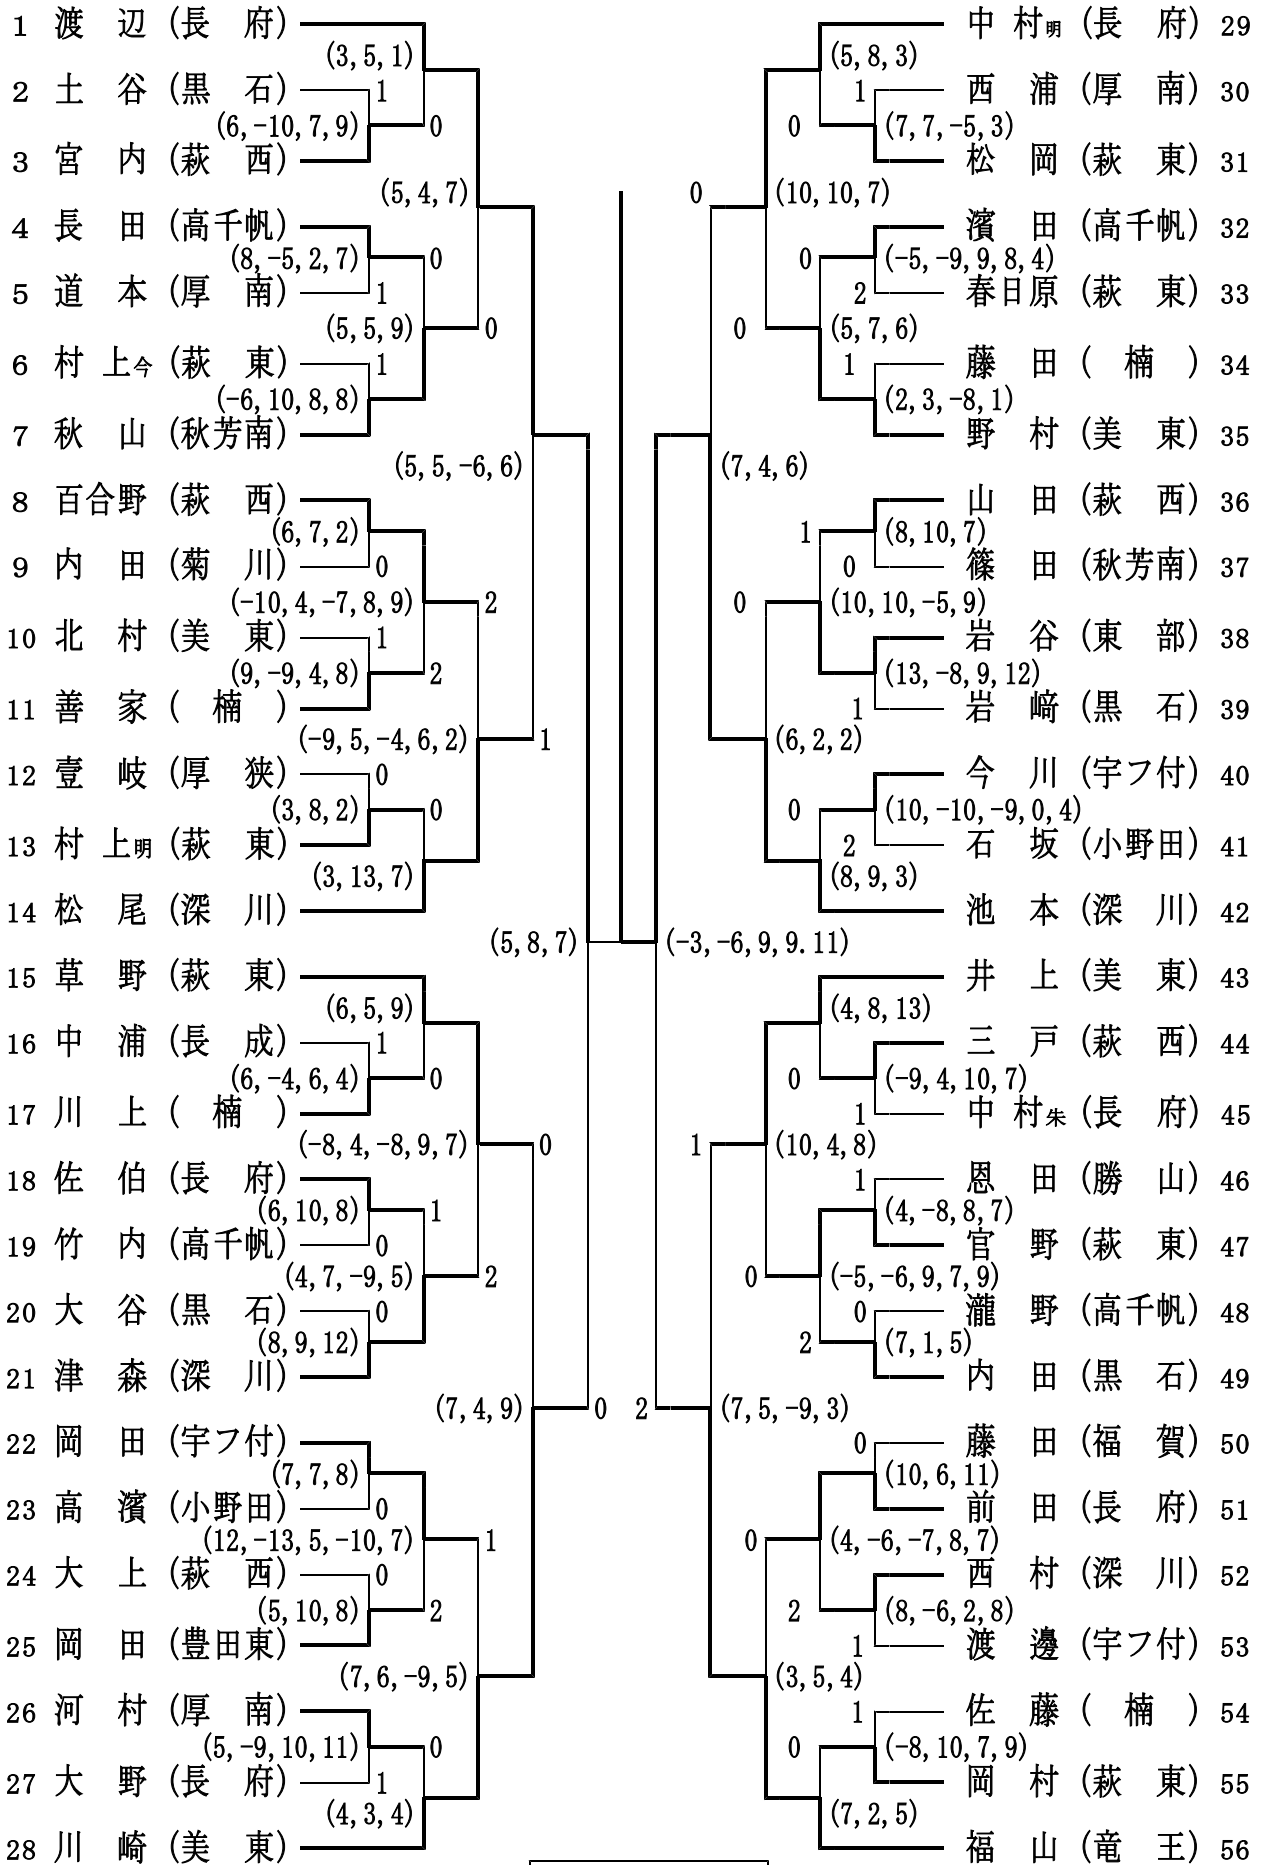 1 渡 辺 (長 府)
(3, 5, 1)
2 土 谷 (黒 石) 1
(6, -10, 7, 9) 0
3 宮 内 (萩 西)
(5, 4, 7)
4 長 田 (高千帆)
(8, -5, 2, 7) 0
5 道 本 (厚 南) 1
(5, 5, 9) 0
6 村 上今 (萩 東) 1
(-6, 10, 8, 8)
7 秋 山 (秋芳南)
(5, 5, -6, 6)
8 百合野 (萩 西)
(6, 7, 2)
9 内 田 (菊 川) 0
(-10, 4, -7, 8, 9) 2
10 北 村 (美 東) 1
(9, -9, 4, 8) 2
11 善 家 ( 楠 )
(-9, 5, -4, 6, 2) 1
12 壹 岐 (厚 狭) 0
(3, 8, 2) 0
13 村 上明 (萩 東)
(3, 13, 7)
14 松 尾 (深 川)
(5, 8, 7)
15 草 野 (萩 東)
(6, 5, 9)
16 中 浦 (長 成) 1
(6, -4, 6, 4) 0
17 川 上 ( 楠 )
(-8, 4, -8, 9, 7) 0
18 佐 伯 (長 府)
(6, 10, 8) 1
19 竹 内 (高千帆) 0
(4, 7, -9, 5) 2
20 大 谷 (黒 石) 0
(8, 9, 12)
21 津 森 (深 川)
(7, 4, 9) 0
22 岡 田 (宇フ付)
(7, 7, 8)
23 高 濱 (小野田) 0
(12, -13, 5, -10, 7) 1
24 大 上 (萩 西) 0
(5, 10, 8) 2
25 岡 田 (豊田東)
(7, 6, -9, 5)
26 河 村 (厚 南)
(5, -9, 10, 11) 0
27 大 野 (長 府) 1
(4, 3, 4)
28 川 崎 (美 東)
中 村明 (長 府) 29
(5, 8, 3)
1 西 浦 (厚 南) 30
0 (7, 7, -5, 3)
松 岡 (萩 東) 31
0 (10, 10, 7)
濱 田 (高千帆) 32
0 (-5, -9, 9, 8, 4)
2 春日原 (萩 東) 33
0 (5, 7, 6)
1 藤 田 ( 楠 ) 34
(2, 3, -8, 1)
野 村 (美 東) 35
(7, 4, 6)
山 田 (萩 西) 36
1 (8, 10, 7)
0 篠 田 (秋芳南) 37
0 (10, 10, -5, 9)
岩 谷 (東 部) 38
(13, -8, 9, 12)
1 岩 﨑 (黒 石) 39
(6, 2, 2)
今 川 (宇フ付) 40
0 (10, -10, -9, 0, 4)
2 石 坂 (小野田) 41
(8, 9, 3)
池 本 (深 川) 42
(-3, -6, 9, 9. 11)
井 上 (美 東) 43
(4, 8, 13)
三 戸 (萩 西) 44
0 (-9, 4, 10, 7)
1 中 村朱 (長 府) 45
1 (10, 4, 8)
1 恩 田 (勝 山) 46
(4, -8, 8, 7)
官 野 (萩 東) 47
0 (-5, -6, 9, 7, 9)
0 瀧 野 (高千帆) 48
2 (7, 1, 5)
内 田 (黒 石) 49
2 (7, 5, -9, 3)
0 藤 田 (福 賀) 50
(10, 6, 11)
前 田 (長 府) 51
0 (4, -6, -7, 8, 7)
西 村 (深 川) 52
2 (8, -6, 2, 8)
1 渡 邊 (宇フ付) 53
(3, 5, 4)
1 佐 藤 ( 楠 ) 54
0 (-8, 10, 7, 9)
岡 村 (萩 東) 55
(7, 2, 5)
福 山 (竜 王) 56